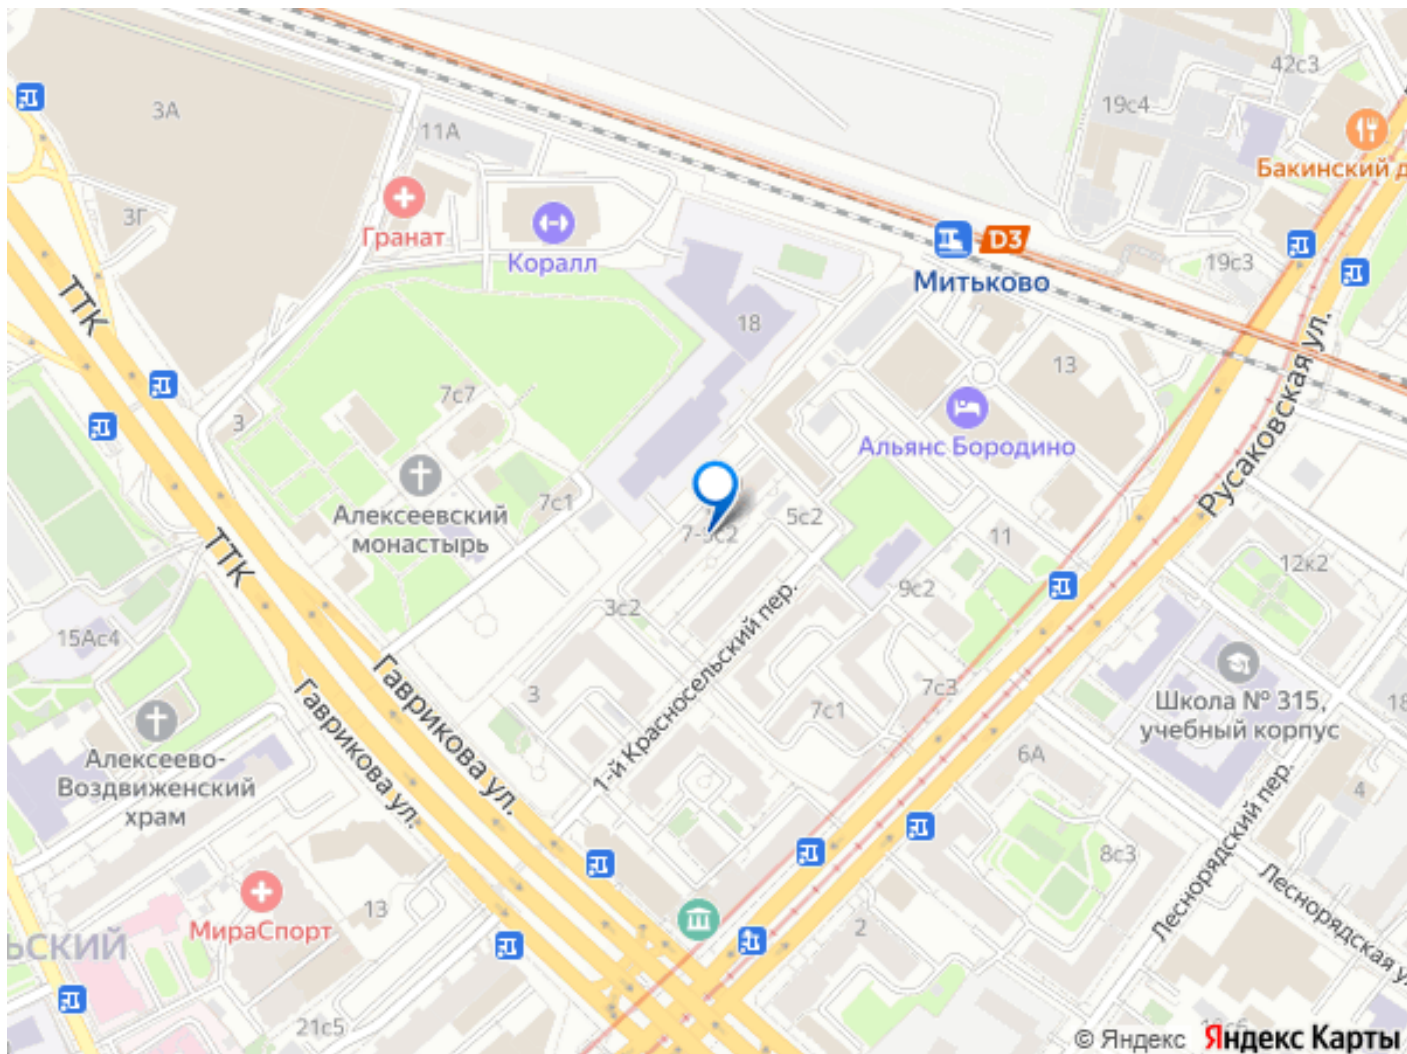 42с3
19с4
3А
11А
Бакинский д
3Г
Гранат
Коралл
D3
Митьково
19с3
ТТК
18
13
7с7
3
Альянс Бородино
Русаковская ул.
Алексеевский
монастырь
7с1
5с2
11
12к2
ТТК
9с2
3с2
15Ас4
1-й Красносельский пер.
Гаврикова ул.
Гаврикова ул.
3
7с3
7с1
Школа № 315,
учебный корпус
18
Алексеево-
Воздвиженский
храм
6А
4
8с3
Леснорядский пер.
Леснорядская у
МираСпорт
13
2
ЬСКИЙ
21с5
© Яндекс
Яндекс Карты